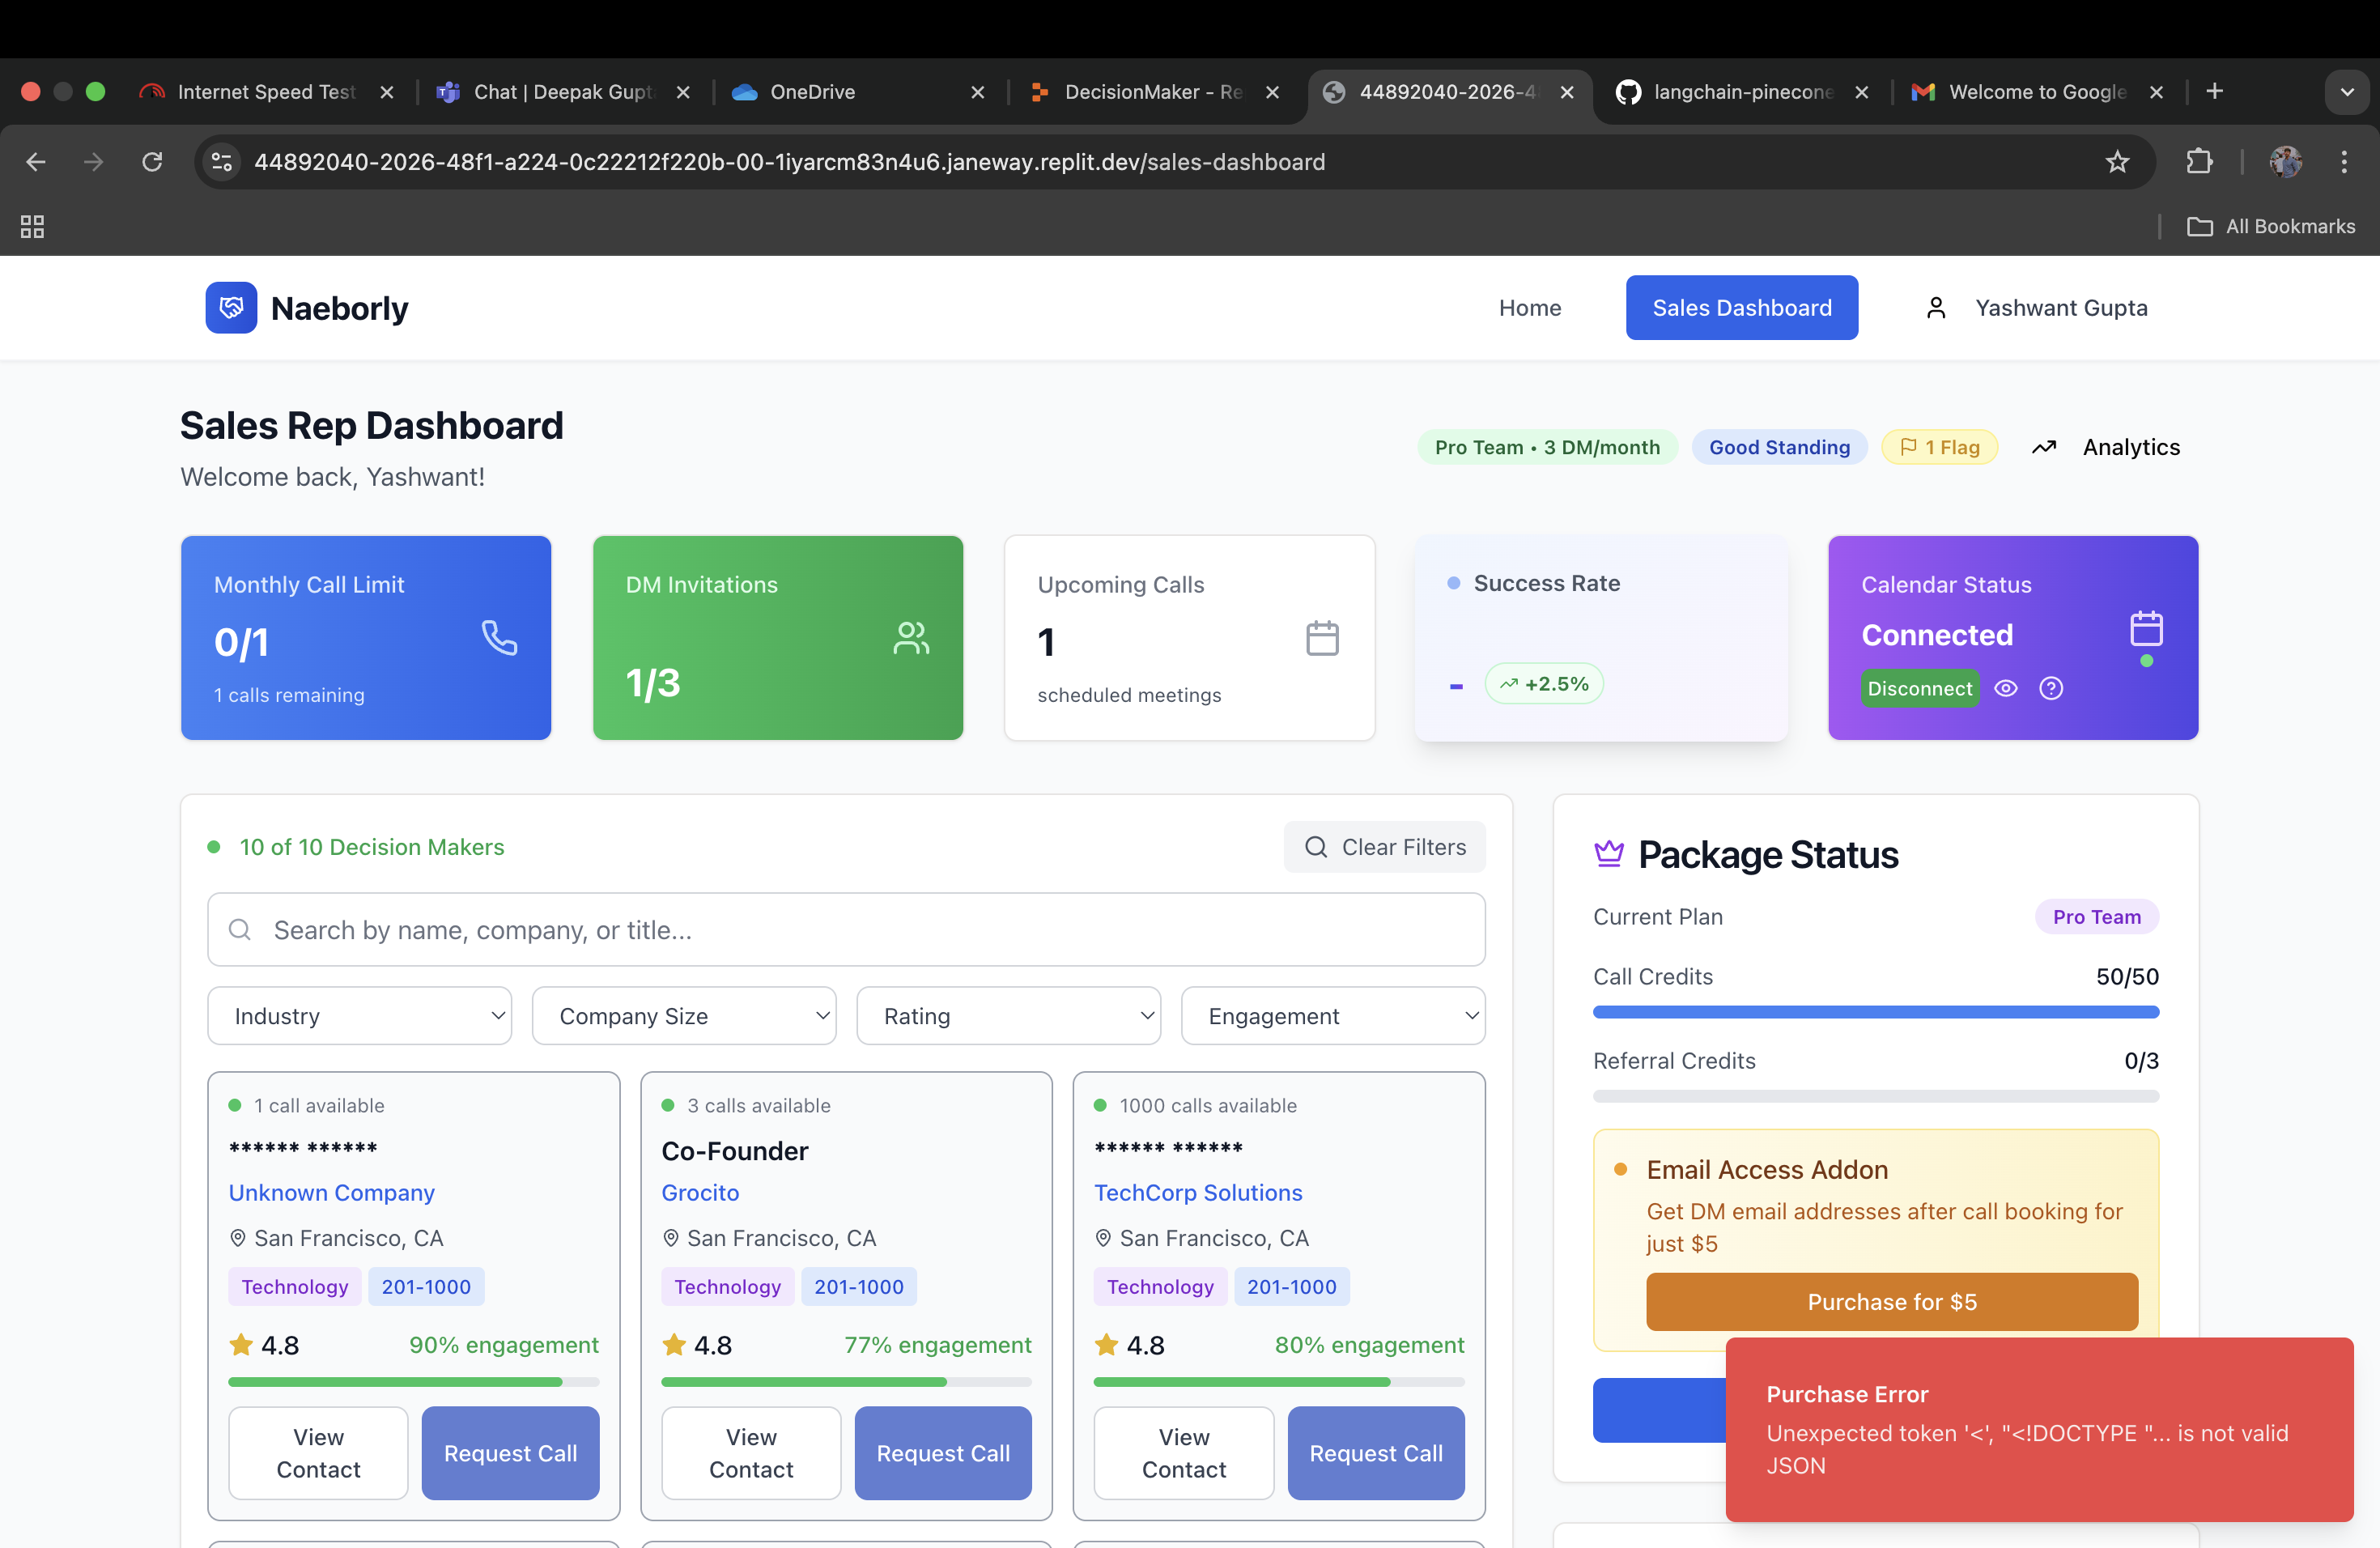 Internet Speed Test
Chat | Deepak Gupt
OneDrive
DecisionMaker - Re
44892040-2026-4
langchain-pinecone
Welcome to Google
44892040-2026-48f1-a224-0c22212f220b-00-1iyarcm83n4u6.janeway.replit.dev/sales-dashboard
All Bookmarks
Naeborly
Home
Sales Dashboard
Yashwant Gupta
Sales Rep Dashboard
Welcome back, Yashwant!
Pro Team • 3 DM/month
Good Standing
1 Flag
Analytics
Monthly Call Limit
0/1
1 calls remaining
DM Invitations
1/3
Upcoming Calls
1
scheduled meetings
Success Rate
-
+2.5%
Calendar Status
Connected
Disconnect
10 of 10 Decision Makers
Clear Filters
Search by name, company, or title...
Industry
Company Size
Rating
Engagement
1 call available
****** ******
Unknown Company
San Francisco, CA
Technology
201-1000
4.8
90% engagement
View
Contact
Request Call
3 calls available
Co-Founder
Grocito
San Francisco, CA
Technology
201-1000
4.8
77% engagement
View
Contact
Request Call
1000 calls available
****** ******
TechCorp Solutions
San Francisco, CA
Technology
201-1000
4.8
80% engagement
View
Contact
Request Call
Package Status
Current Plan
Pro Team
Call Credits
50/50
Referral Credits
0/3
Email Access Addon
Get DM email addresses after call booking for
just $5
Purchase for $5
Purchase Error
Unexpected token '<', "<!DOCTYPE "... is not valid
JSON